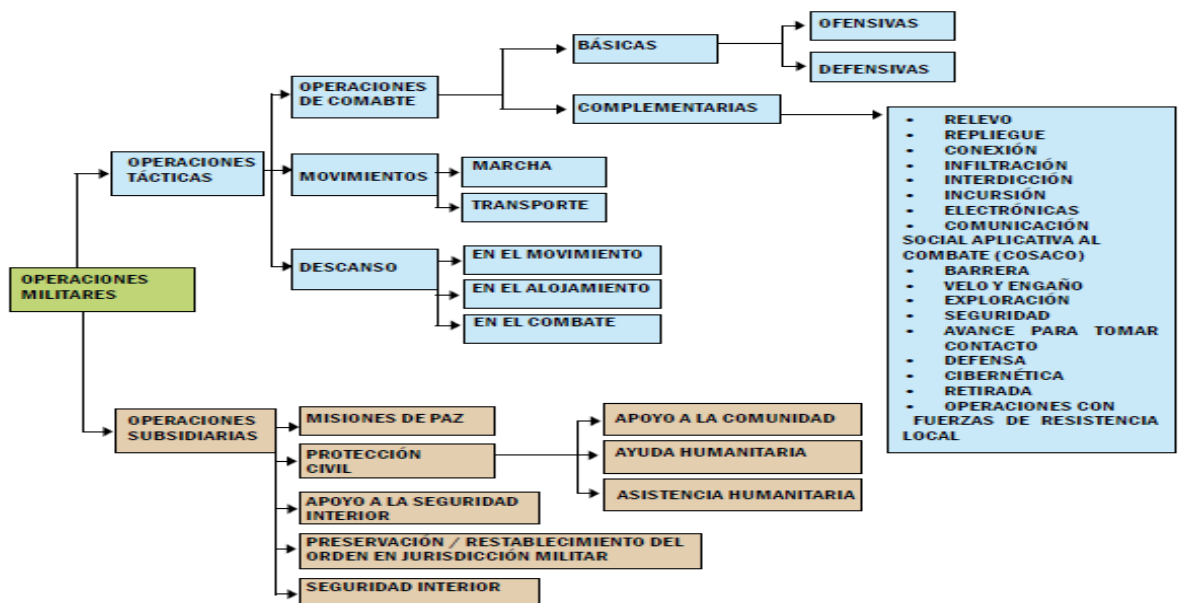 OPERACIONES
MILITARES
OPERACIONES
TÁCTICAS
OPERACIONES
DE COMABTE
BÁSICAS
OFENSIVAS
DEFENSIVAS
COMPLEMENTARIAS
• RELEVO
• REPLIEGUE
• CONEXIÓN
• INFILTRACIÓN
• INTERDICCIÓN
• INCURSIÓN
• ELECTRÓNICAS
• COMUNICACIÓN
SOCIAL APLICATIVA AL
COMBATE (COSACO)
• BARRERA
• VELO Y ENGAÑO
• EXPLORACIÓN
• SEGURIDAD
• AVANCE PARA TOMAR
CONTACTO
• DEFENSA
• CIBERNÉTICA
• RETIRADA
• OPERACIONES CON
FUERZAS DE RESISTENCIA
LOCAL
MOVIMIENTOS
MARCHA
TRANSPORTE
DESCANSO
EN EL MOVIMIENTO
EN EL ALOJAMIENTO
EN EL COMBATE
OPERACIONES
SUBSIDIARIAS
MISIONES DE PAZ
PROTECCIÓN
CIVIL
APOYO A LA COMUNIDAD
AYUDA HUMANITARIA
ASISTENCIA HUMANITARIA
APOYO A LA SEGURIDAD
INTERIOR
PRESERVACIÓN / RESTABLECIMIENTO DEL
ORDEN EN JURISDICCIÓN MILITAR
SEGURIDAD INTERIOR